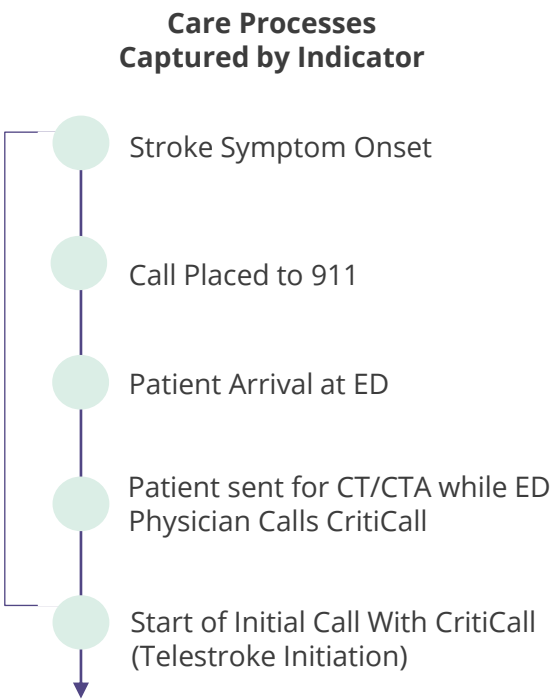 Care Processes
Captured by Indicator
Stroke Symptom Onset
Call Placed to 911
Patient Arrival at ED
Patient sent for CT/CTA while ED
Physician Calls CritiCall
Start of Initial Call With CritiCall
(Telestroke Initiation)